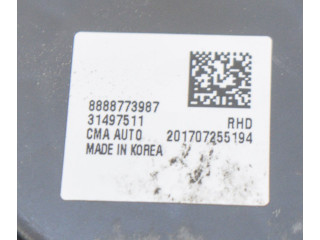 8888773987
31497511 RHD
CMA AUTO 201707255194
MADE IN KOREA